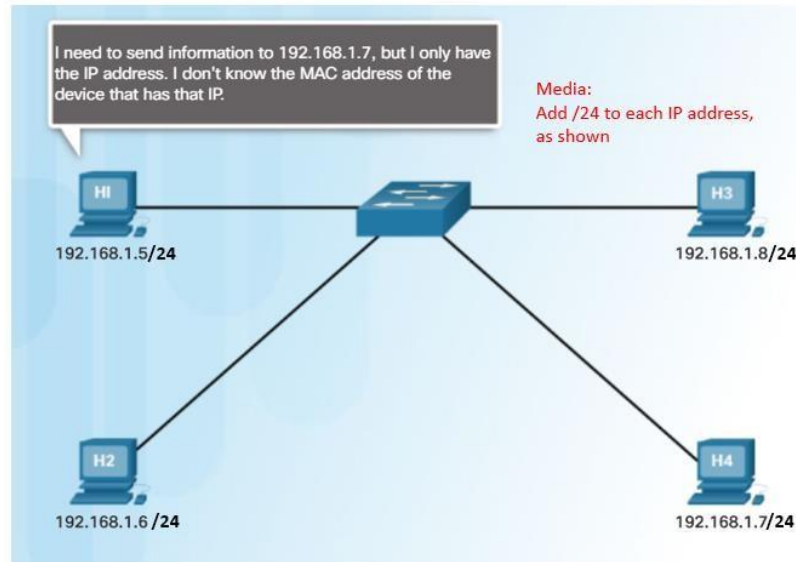 I need to send information to 192.168.1.7, but I only have
the IP address. I don't know the MAC address of the
device that has that IP.
Media:
Add /24 to each IP address,
as shown
H1
H3
192.168.1.5/24
192.168.1.8/24
H2
H4
192.168.1.6 /24
192.168.1.7/24